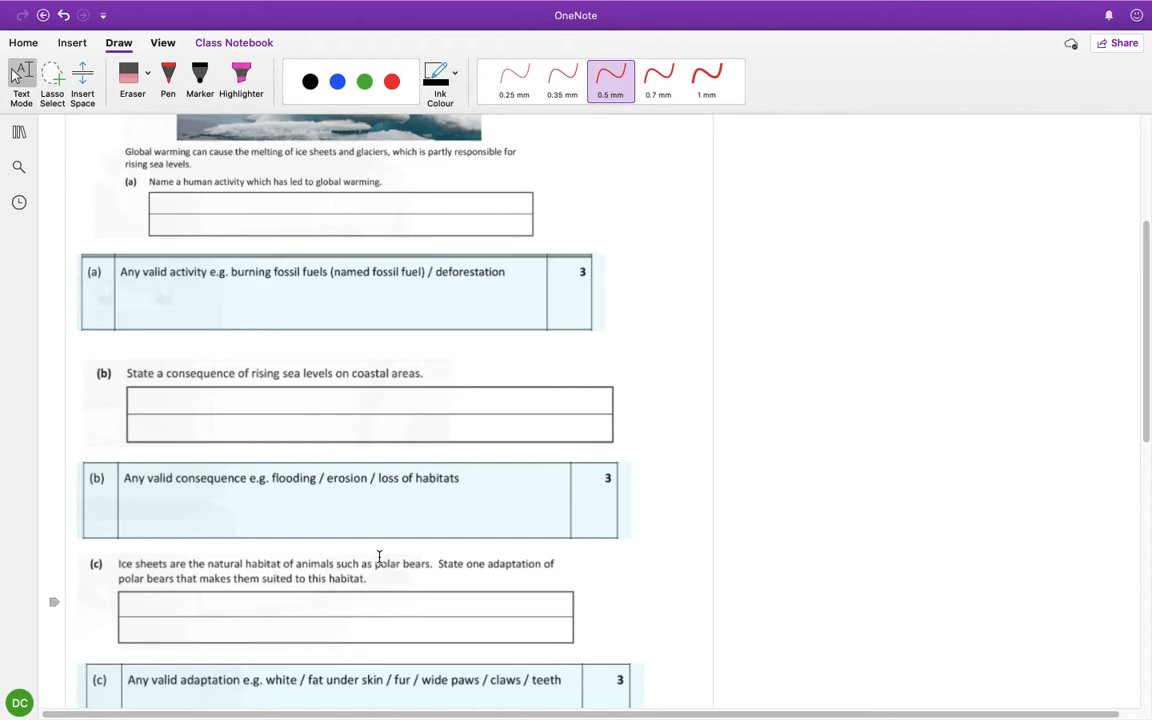 OneNote
Home Insert Draw View Class Notebook Share
Text Mode
Lasso Select
Insert Space
Eraser
Pen
Marker
Highlighter
Ink Colour
0.25 mm
0.35 mm
0.5 mm
0.7 mm
1 mm
Global warming can cause the melting of ice sheets and glaciers, which is partly responsible for
rising sea levels.
(a) Name a human activity which has led to global warming.
(a) Any valid activity e.g. burning fossil fuels (named fossil fuel) / deforestation 3
(b) State a consequence of rising sea levels on coastal areas.
(b) Any valid consequence e.g. flooding / erosion / loss of habitats 3
(c) Ice sheets are the natural habitat of animals such as polar bears. State one adaptation of
polar bears that makes them suited to this habitat.
(c) Any valid adaptation e.g. white / fat under skin / fur / wide paws / claws / teeth 3
DC